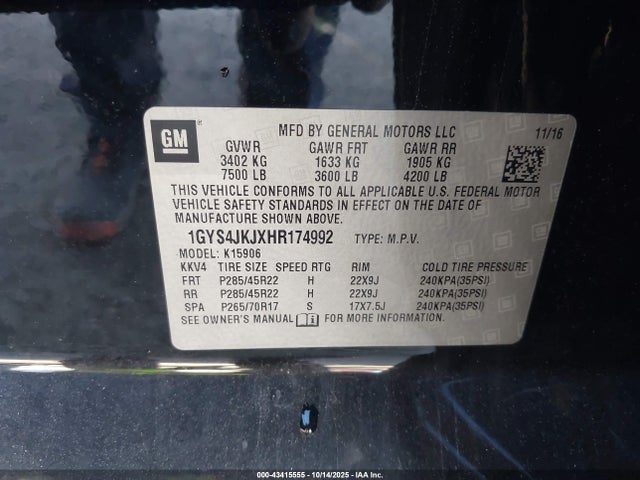 GM
MFD BY GENERAL MOTORS LLC 11/16
GVWR GAWR FRT GAWR RR
3402 KG 1633 KG 1905 KG
7500 LB 3600 LB 4200 LB
THIS VEHICLE CONFORMS TO ALL APPLICABLE U.S. FEDERAL MOTOR
VEHICLE SAFETY STANDARDS IN EFFECT ON THE DATE OF
MANUFACTURE SHOWN ABOVE.
1GYS4JKJXHR174992 TYPE: M.P.V.
MODEL: K15906
KKV4 TIRE SIZE SPEED RTG RIM COLD TIRE PRESSURE
FRT P285/45R22 H 22X9J 240KPA(35PSI)
RR P285/45R22 H 22X9J 240KPA(35PSI)
SPA P265/70R17 S 17X7.5J 240KPA(35PSI)
SEE OWNER'S MANUAL FOR MORE INFORMATION.
000-43415555 - 10/14/2025 - IAA Inc.